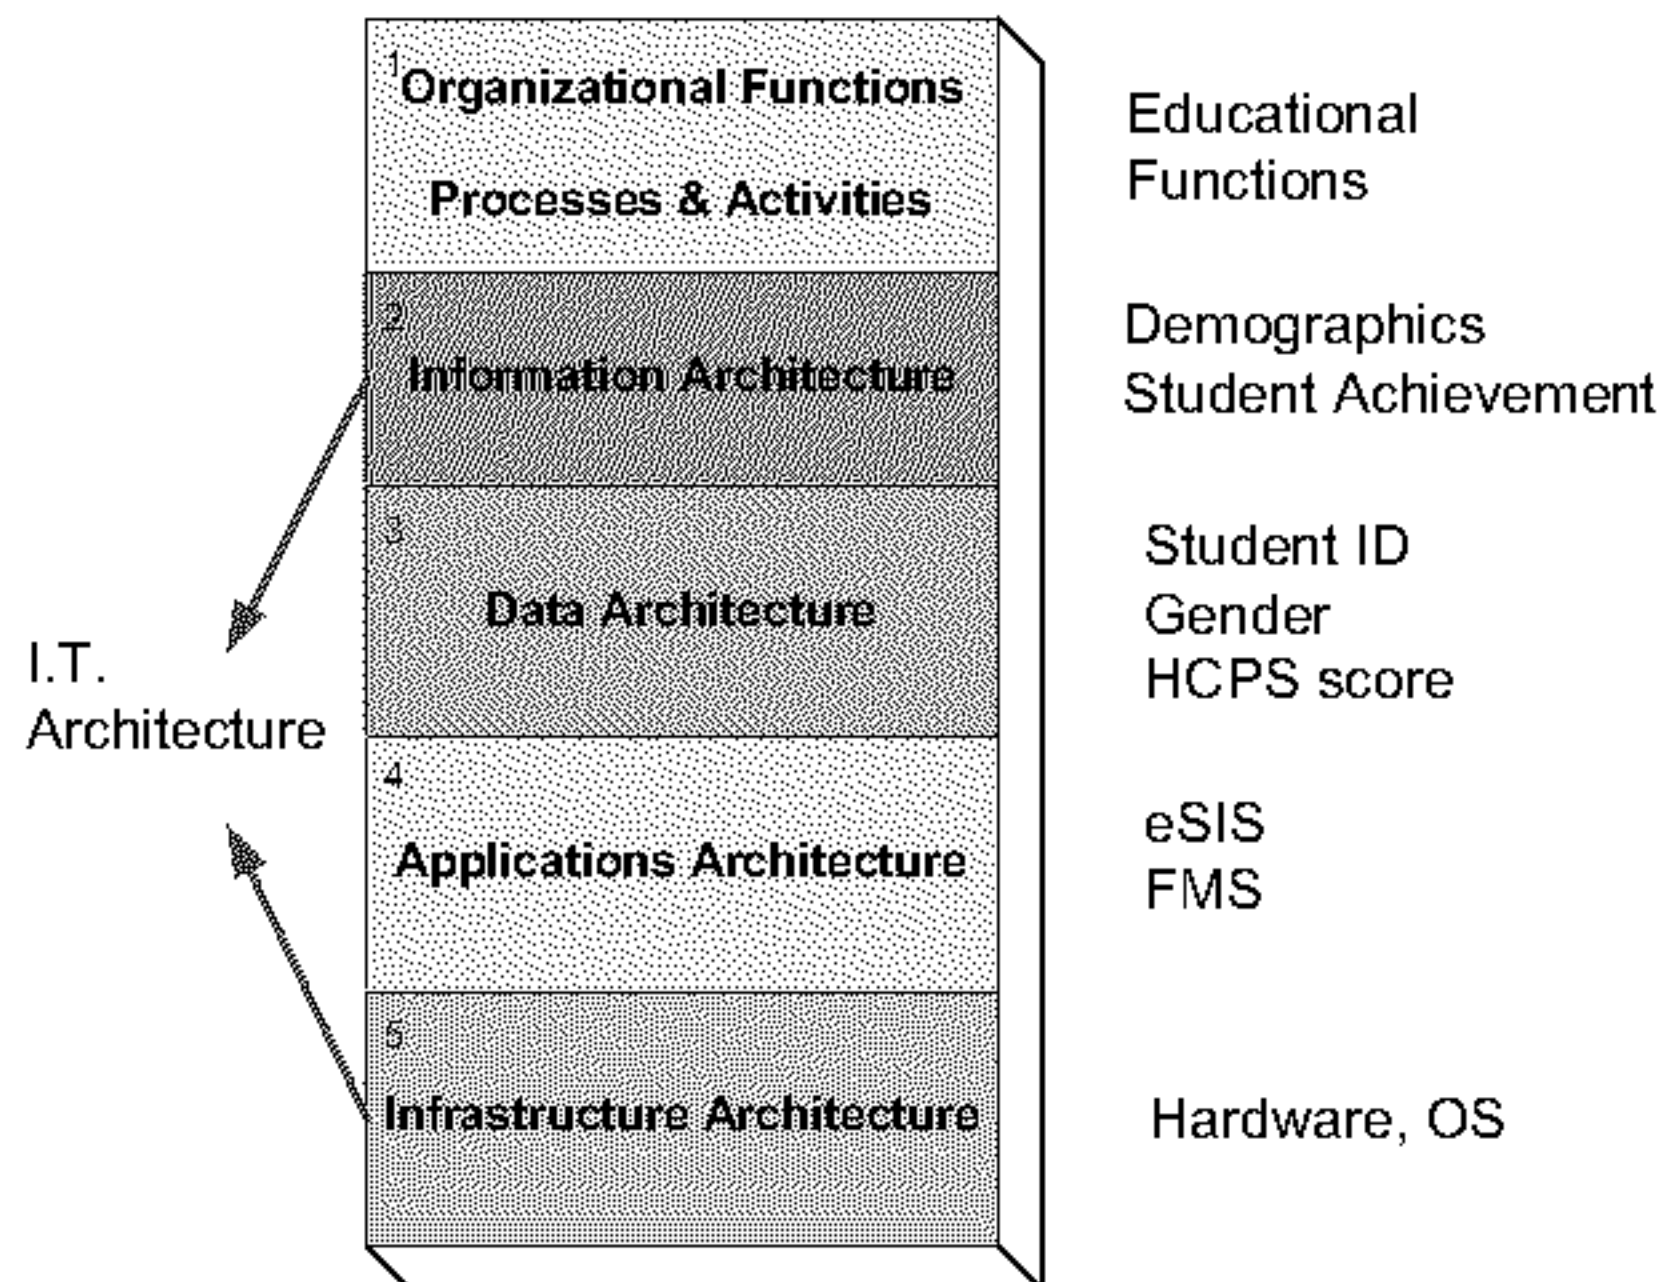 1
Organizational Functions
Processes & Activities
Educational
Functions
2
Information Architecture
Demographics
Student Achievement
3
Data Architecture
Student ID
Gender
HCPS score
I.T.
Architecture
4
Applications Architecture
eSIS
FMS
5
Infrastructure Architecture
Hardware, OS